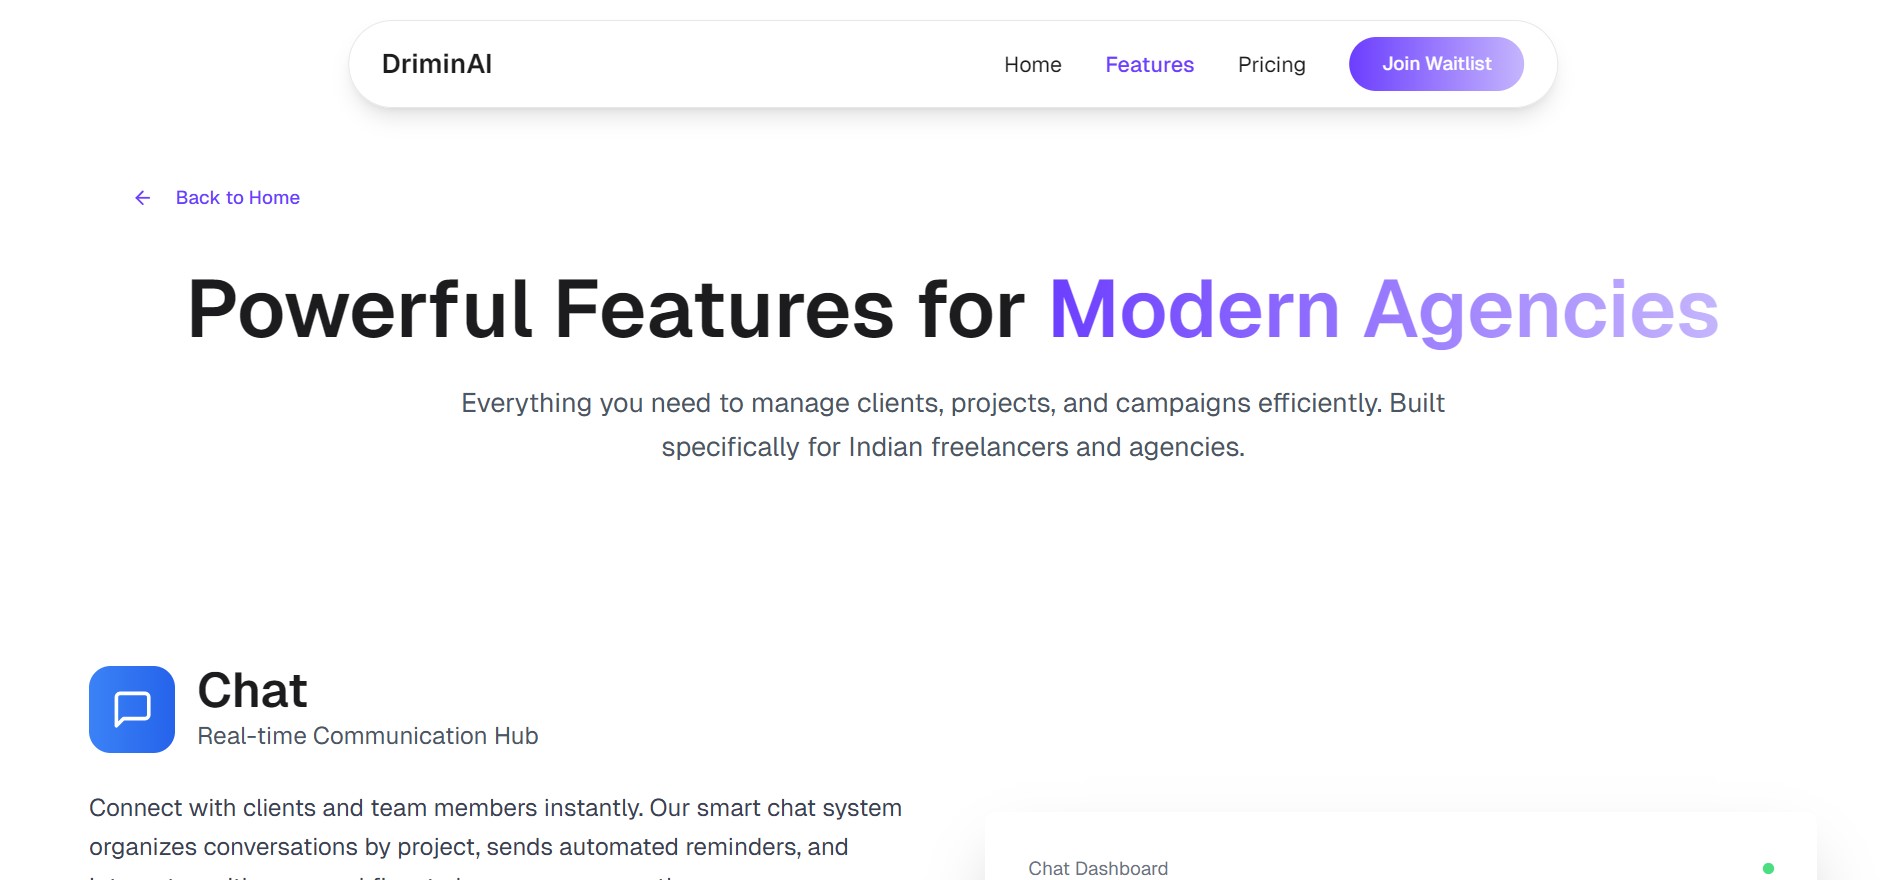 DriminAI
Home
Features
Pricing
Join Waitlist
Back to Home
Powerful Features for Modern Agencies
Everything you need to manage clients, projects, and campaigns efficiently. Built
specifically for Indian freelancers and agencies.
Chat
Real-time Communication Hub
Connect with clients and team members instantly. Our smart chat system
organizes conversations by project, sends automated reminders, and
Chat Dashboard